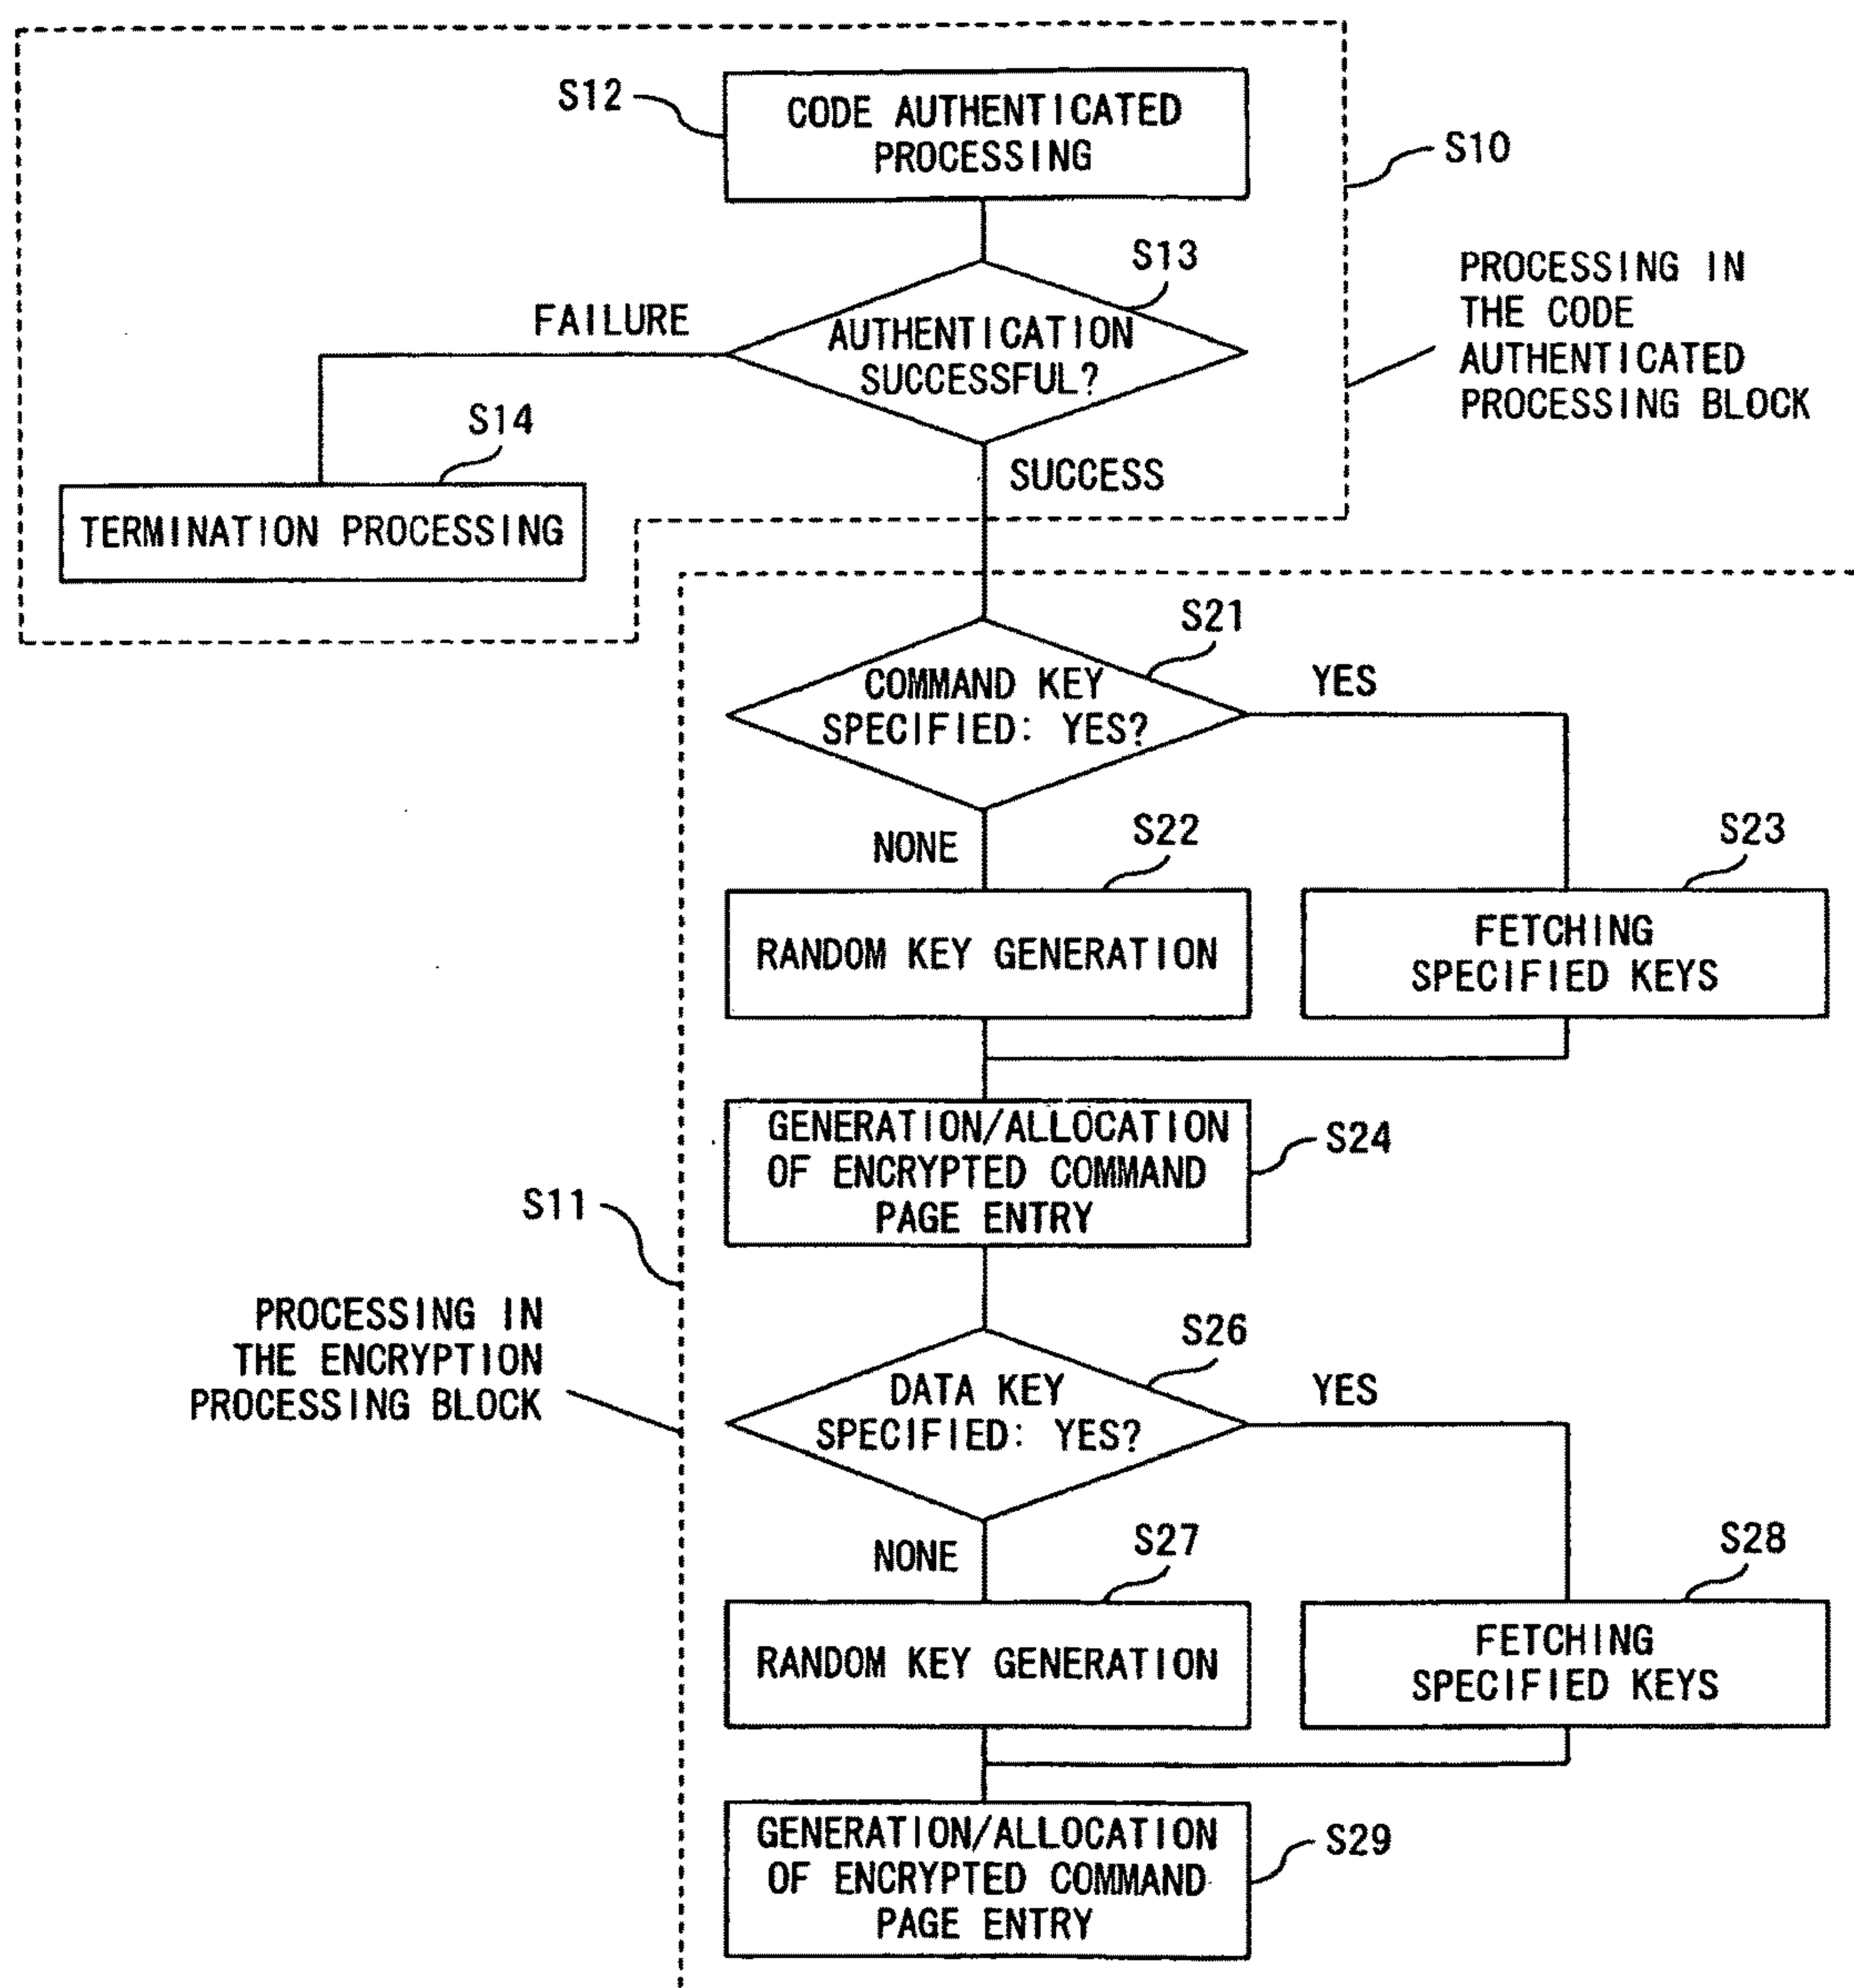 S12
CODE AUTHENTICATED
PROCESSING
S10
S13
PROCESSING IN
THE CODE
AUTHENTICATED
PROCESSING BLOCK
FAILURE
AUTHENTICATION
SUCCESSFUL?
S14
SUCCESS
TERMINATION PROCESSING
S21
COMMAND KEY
SPECIFIED: YES?
YES
NONE
S22
S23
RANDOM KEY GENERATION
FETCHING
SPECIFIED KEYS
GENERATION/ALLOCATION
OF ENCRYPTED COMMAND
PAGE ENTRY
S24
S11
PROCESSING IN
THE ENCRYPTION
PROCESSING BLOCK
S26
DATA KEY
SPECIFIED: YES?
YES
NONE
S27
S28
RANDOM KEY GENERATION
FETCHING
SPECIFIED KEYS
GENERATION/ALLOCATION
OF ENCRYPTED COMMAND
PAGE ENTRY
S29